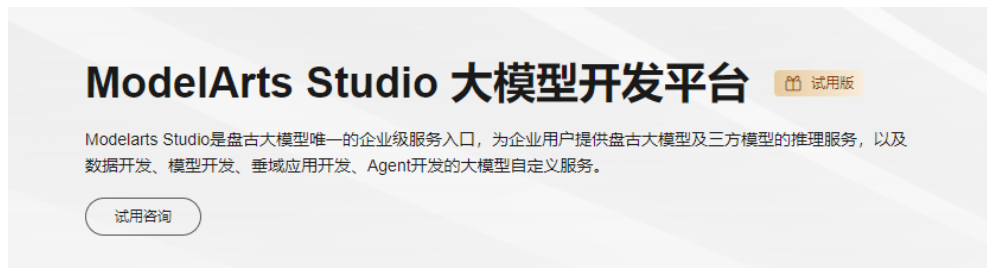 ModelArts Studio 大模型开发平台 试用版
Modelarts Studio是盘古大模型唯一的企业级服务入口，为企业用户提供盘古大模型及三方模型的推理服务，以及
数据开发、模型开发、垂域应用开发、Agent开发的大模型自定义服务。
试用咨询